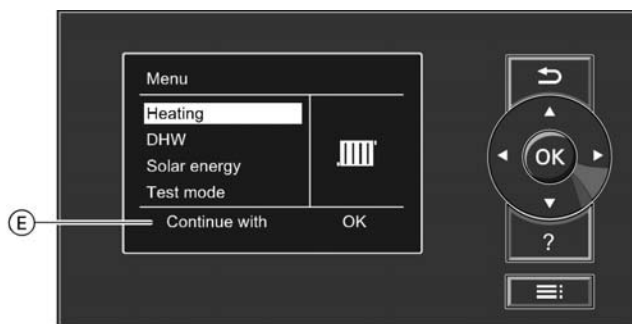 Menu
Heating
DHW
Solar energy
Test mode
Continue with OK
E
OK
?